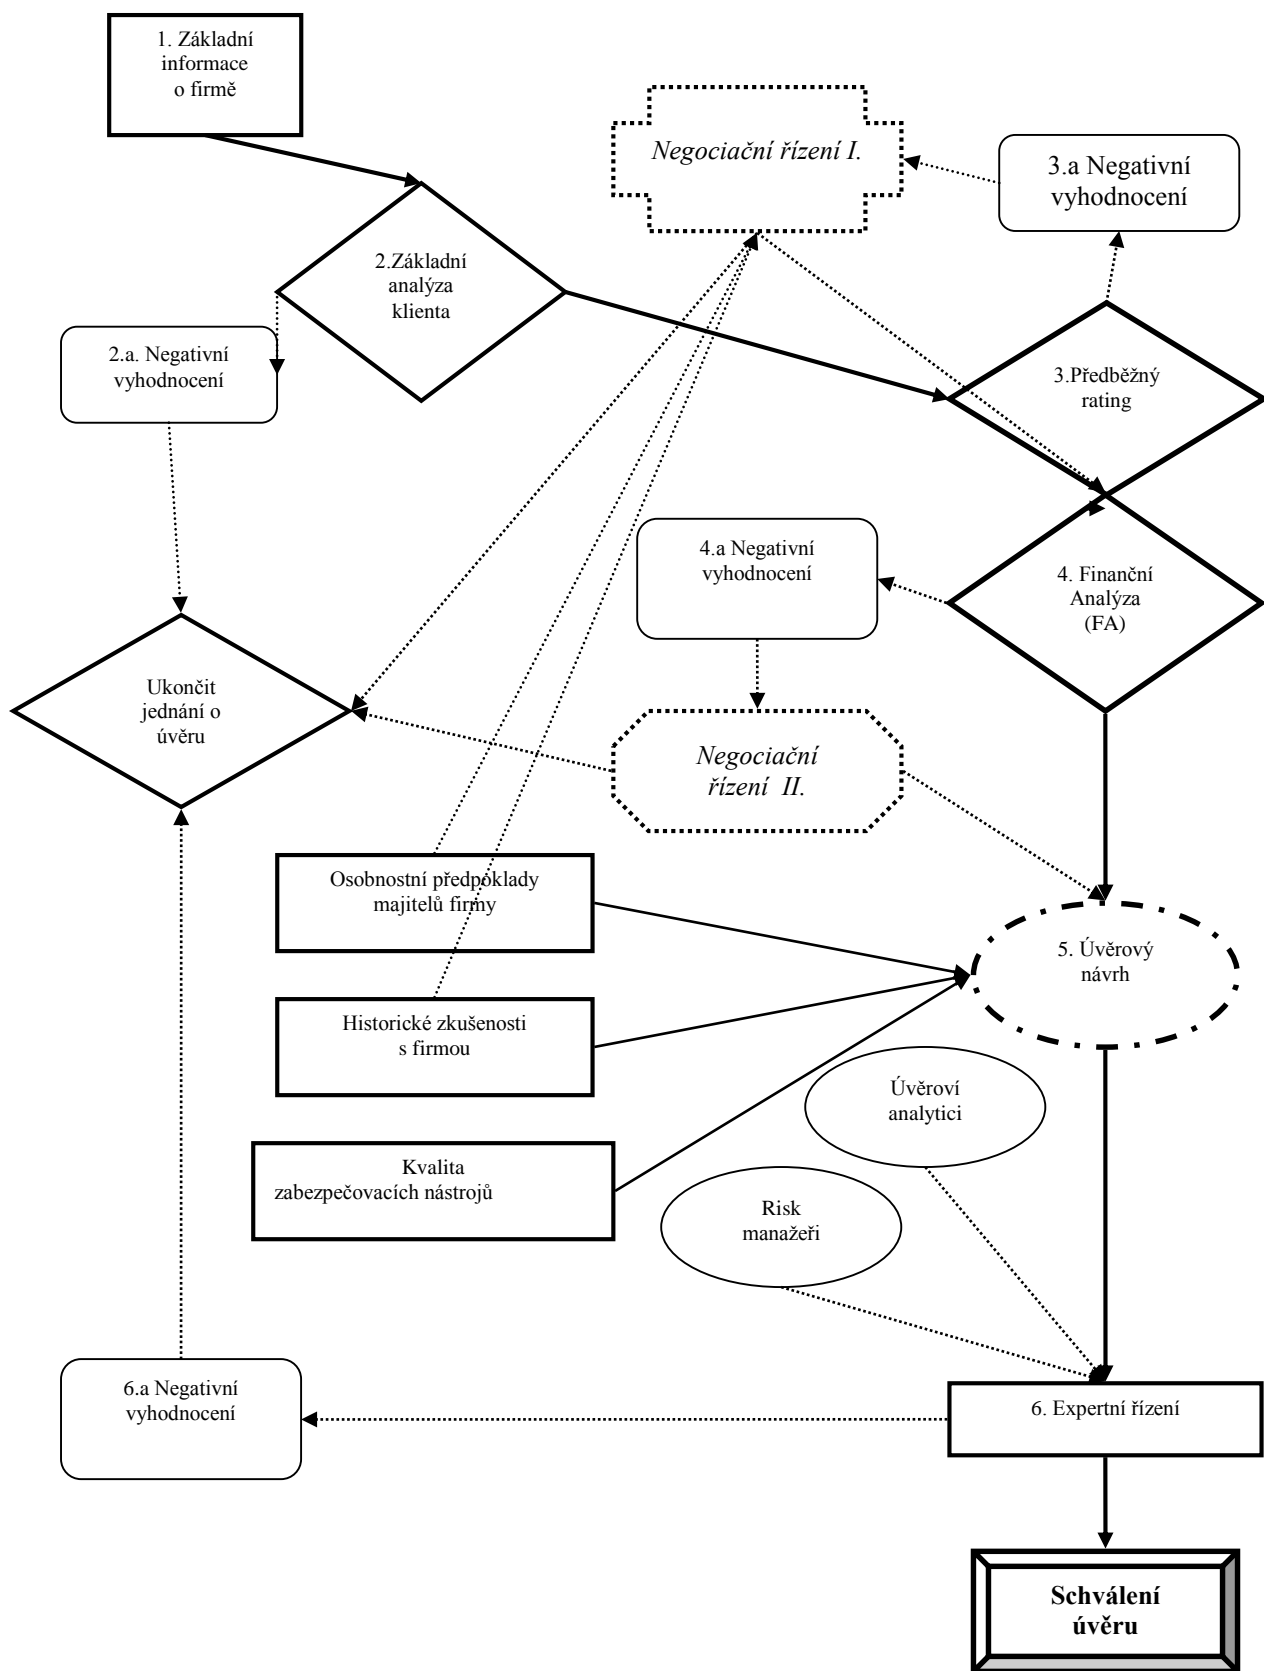 1. Základní
informace
o firmě
Negociační řízení I.
3.a Negativní
vyhodnocení
2.Základní
analýza
klienta
2.a. Negativní
vyhodnocení
3.Předběžný
rating
4.a Negativní
vyhodnocení
4. Finanční
Analýza
(FA)
Ukončit
jednání o
úvěru
Negociační
řízení II.
Osobnostní předpoklady
majitelů firmy
5. Úvěrový
návrh
Historické zkušenosti
s firmou
Úvěroví
analytici
Kvalita
zabezpečovacích nástrojů
Risk
manažeři
6.a Negativní
vyhodnocení
6. Expertní řízení
Schválení
úvěru